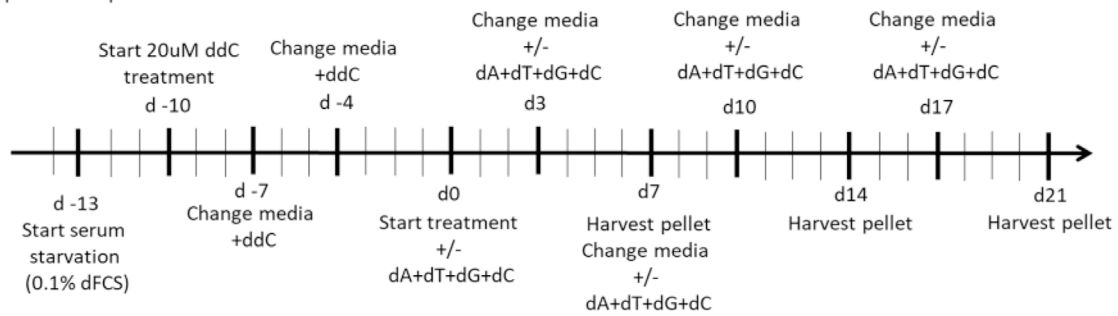 Start 20uM ddC
treatment
d -10
Change media
+ddC
d -4
Change media
+/-
dA+dT+dG+dC
d3
Change media
+/-
dA+dT+dG+dC
d10
Change media
+/-
dA+dT+dG+dC
d17
d -13
Start serum
starvation
(0.1% dFCS)
d -7
Change media
+ddC
d0
Start treatment
+/-
dA+dT+dG+dC
d7
Harvest pellet
Change media
+/-
dA+dT+dG+dC
d14
Harvest pellet
d21
Harvest pellet